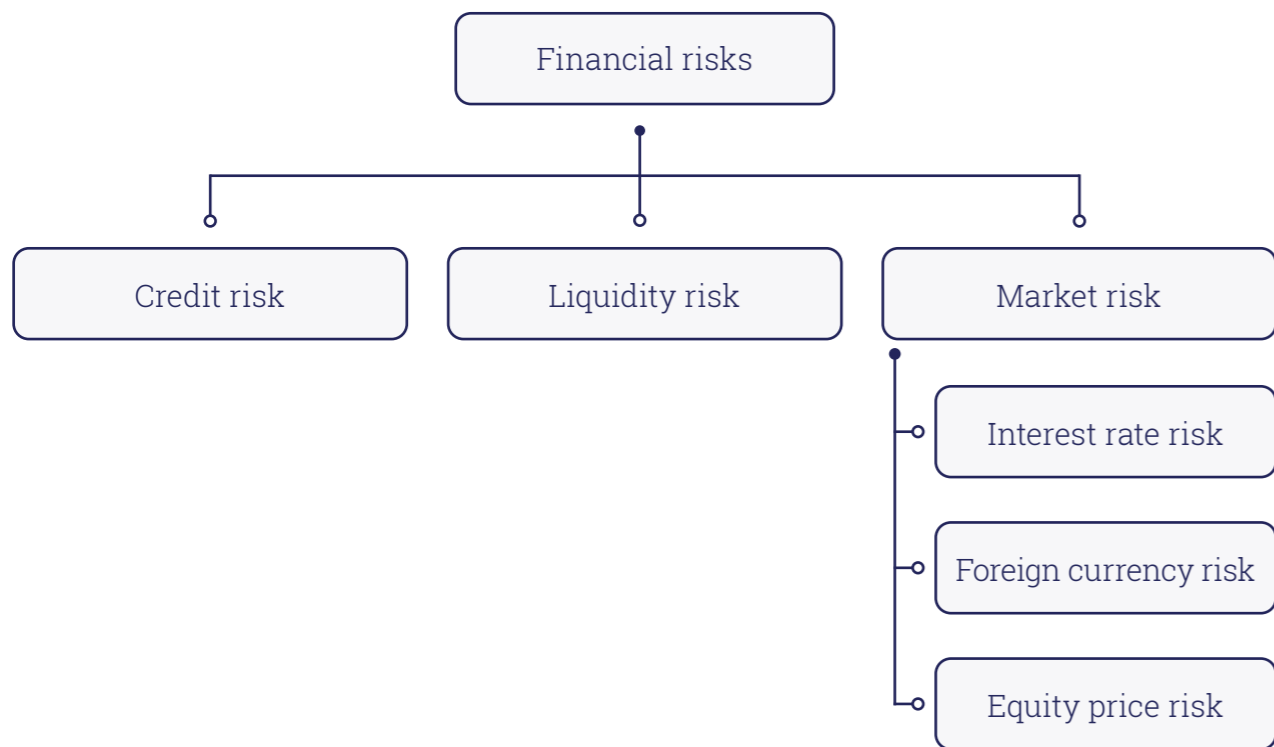 Financial risks
Credit risk
Liquidity risk
Market risk
Interest rate risk
Foreign currency risk
Equity price risk